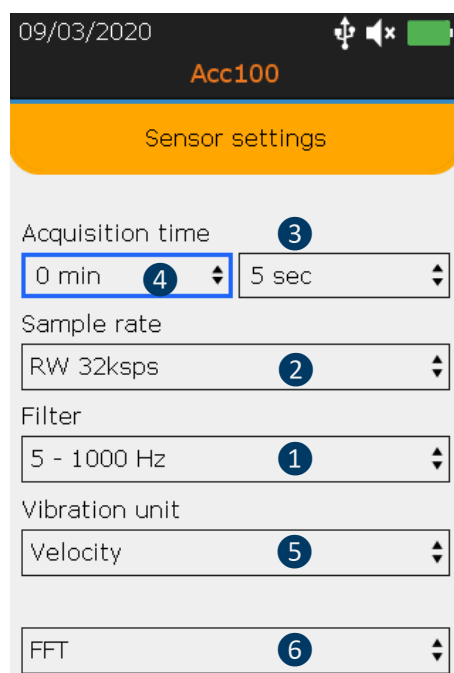 09/03/2020
Acc100
Sensor settings
Acquisition time 3
0 min 4 5 sec
Sample rate
RW 32ksps 2
Filter
5 - 1000 Hz 1
Vibration unit
Velocity 5
FFT 6